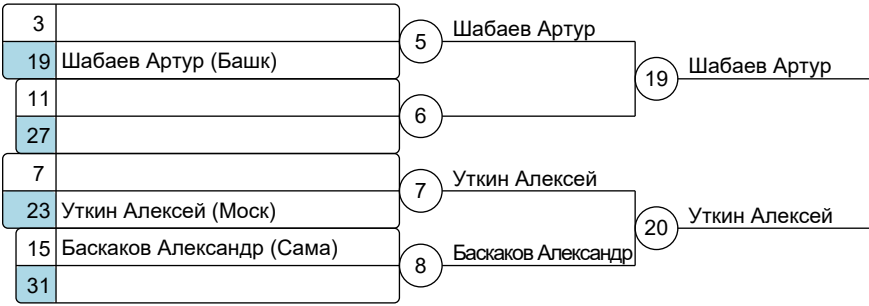 3
19 Шабаев Артур (Башк)
11
27
7
23 Уткин Алексей (Моск)
15 Баскаков Александр (Сама)
31
5 Шабаев Артур
6
7 Уткин Алексей
8 Баскаков Александр
19 Шабаев Артур
20 Уткин Алексей